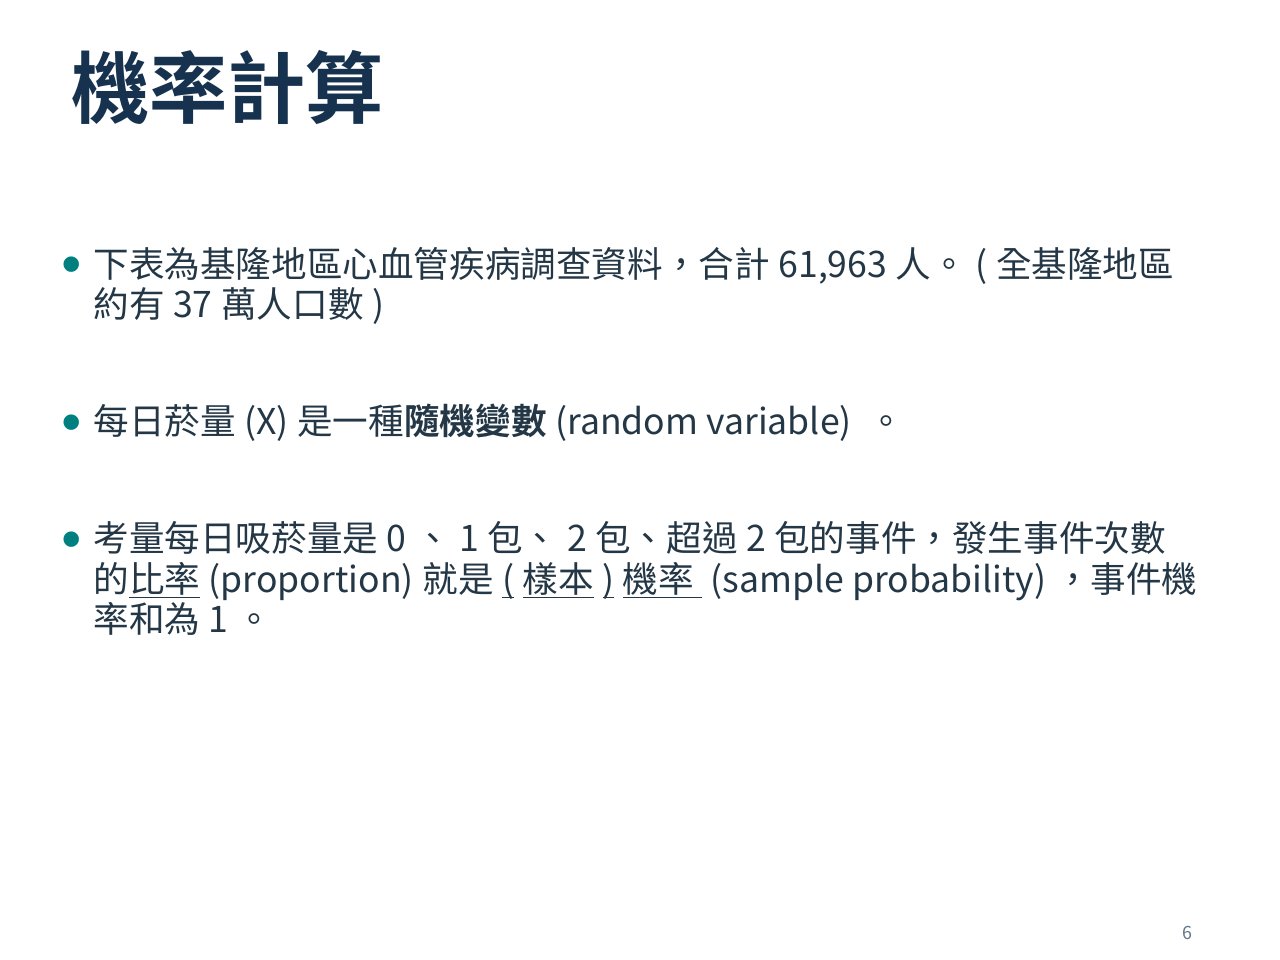 機率計算
• 下表為基隆地區心血管疾病調查資料，合計 61,963 人。 ( 全基隆地區
約有 37 萬人口數 )
• 每日菸量 (X) 是一種隨機變數 (random variable) 。
• 考量每日吸菸量是 0 、 1 包、 2 包、超過 2 包的事件，發生事件次數
的比率 (proportion) 就是 ( 樣本 ) 機率 (sample probability) ，事件機
率和為 1 。
6